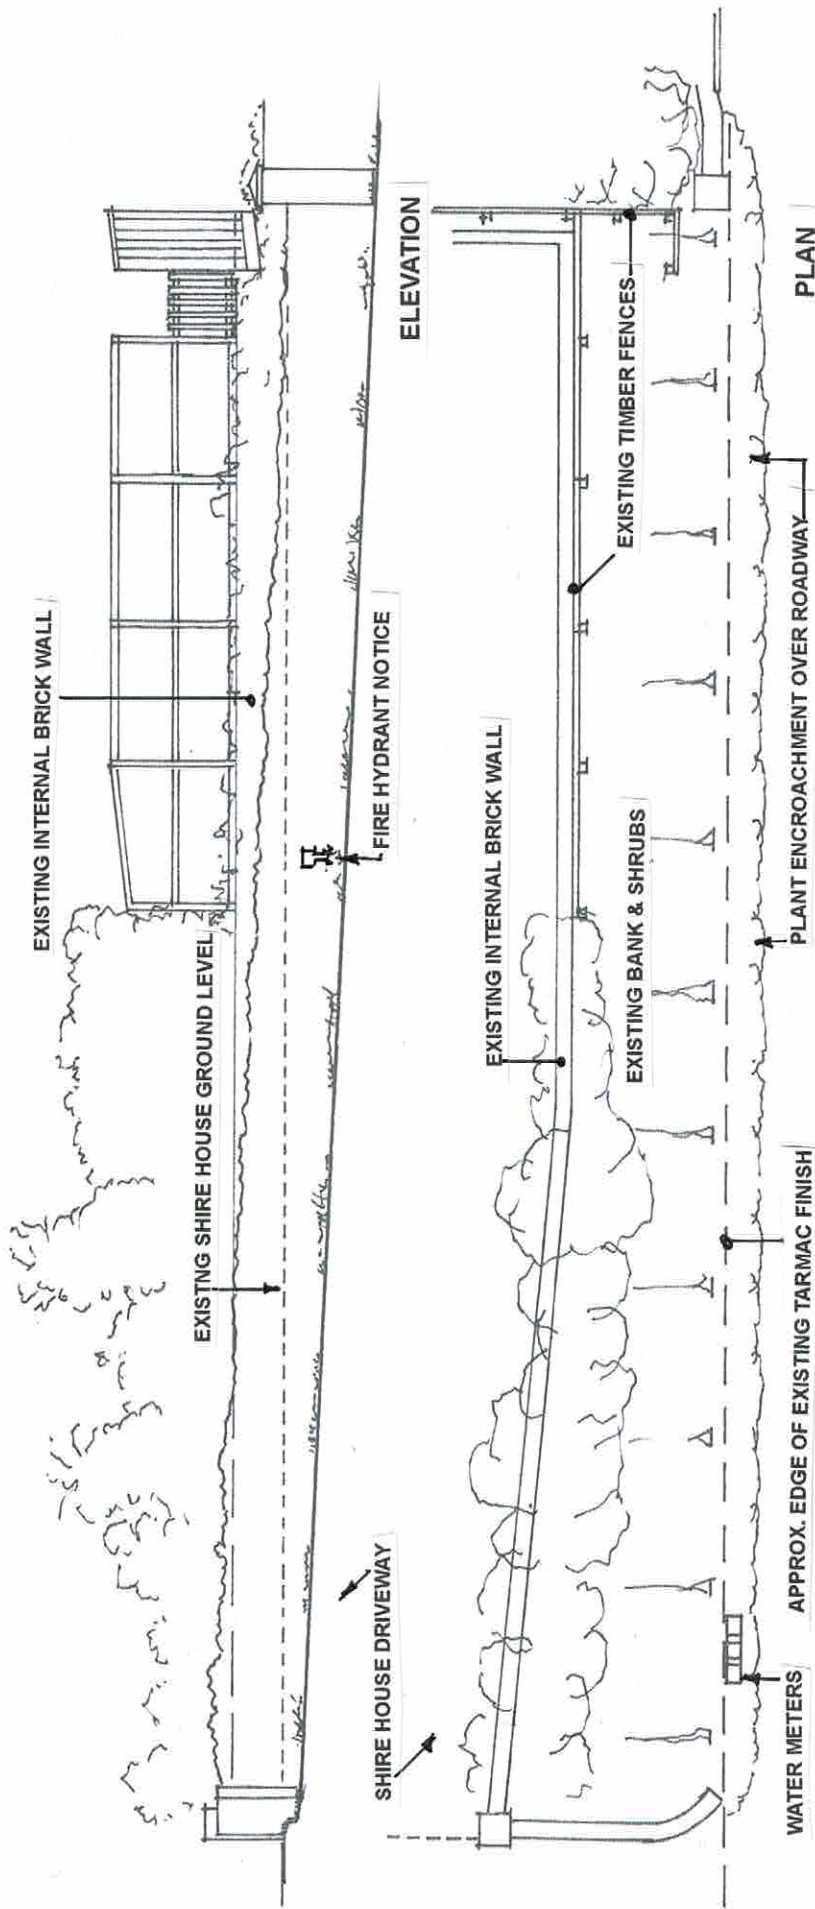 EXISTING INTERNAL BRICK WALL
EXISTNG SHIRE HOUSE GROUND LEVEL
FIRE HYDRANT NOTICE
ELEVATION
SHIRE HOUSE DRIVEWAY
EXISTING INTERNAL BRICK WALL
EXISTING BANK & SHRUBS
EXISTING TIMBER FENCES
WATER METERS
APPROX. EDGE OF EXISTING TARMAC FINISH
PLANT ENCROACHMENT OVER ROADWAY
PLAN